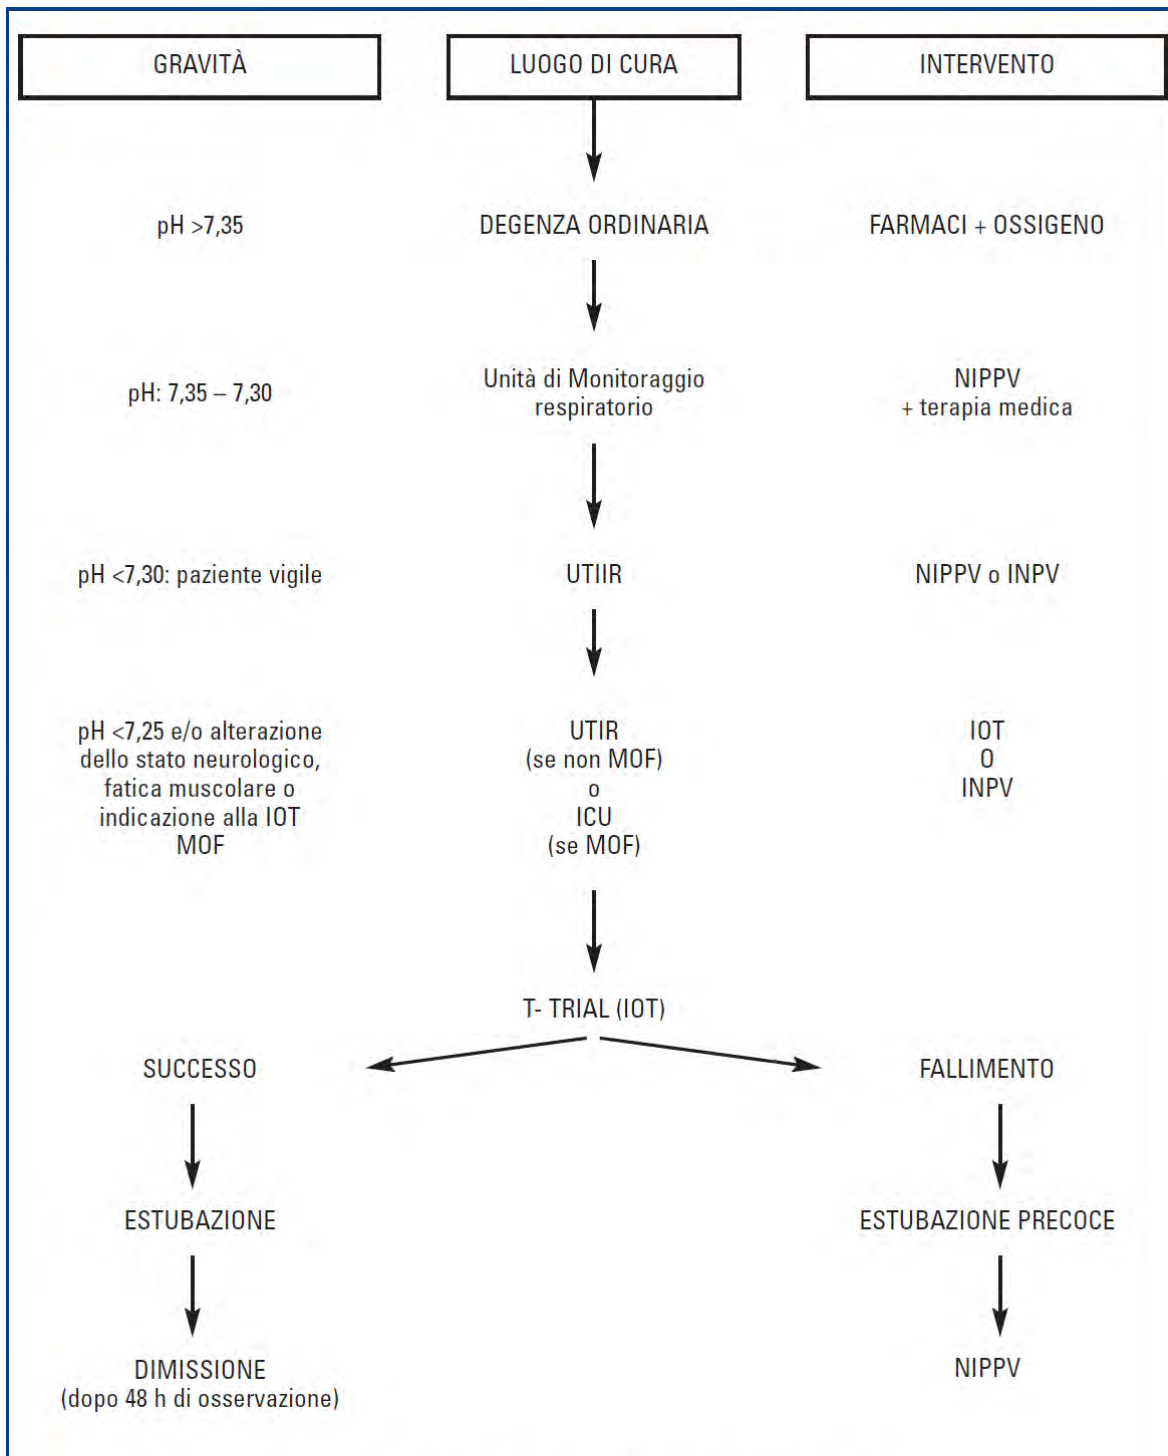 GRAVITÀ
LUOGO DI CURA
INTERVENTO
pH >7,35
DEGENZA ORDINARIA
FARMACI + OSSIGENO
pH: 7,35 – 7,30
Unità di Monitoraggio
respiratorio
NIPPV
+ terapia medica
pH <7,30: paziente vigile
UTIIR
NIPPV o INPV
pH <7,25 e/o alterazione
dello stato neurologico,
fatica muscolare o
indicazione alla IOT
MOF
UTIR
(se non MOF)
o
ICU
(se MOF)
IOT
O
INPV
T- TRIAL (IOT)
SUCCESSO
FALLIMENTO
ESTUBAZIONE
ESTUBAZIONE PRECOCE
DIMISSIONE
(dopo 48 h di osservazione)
NIPPV